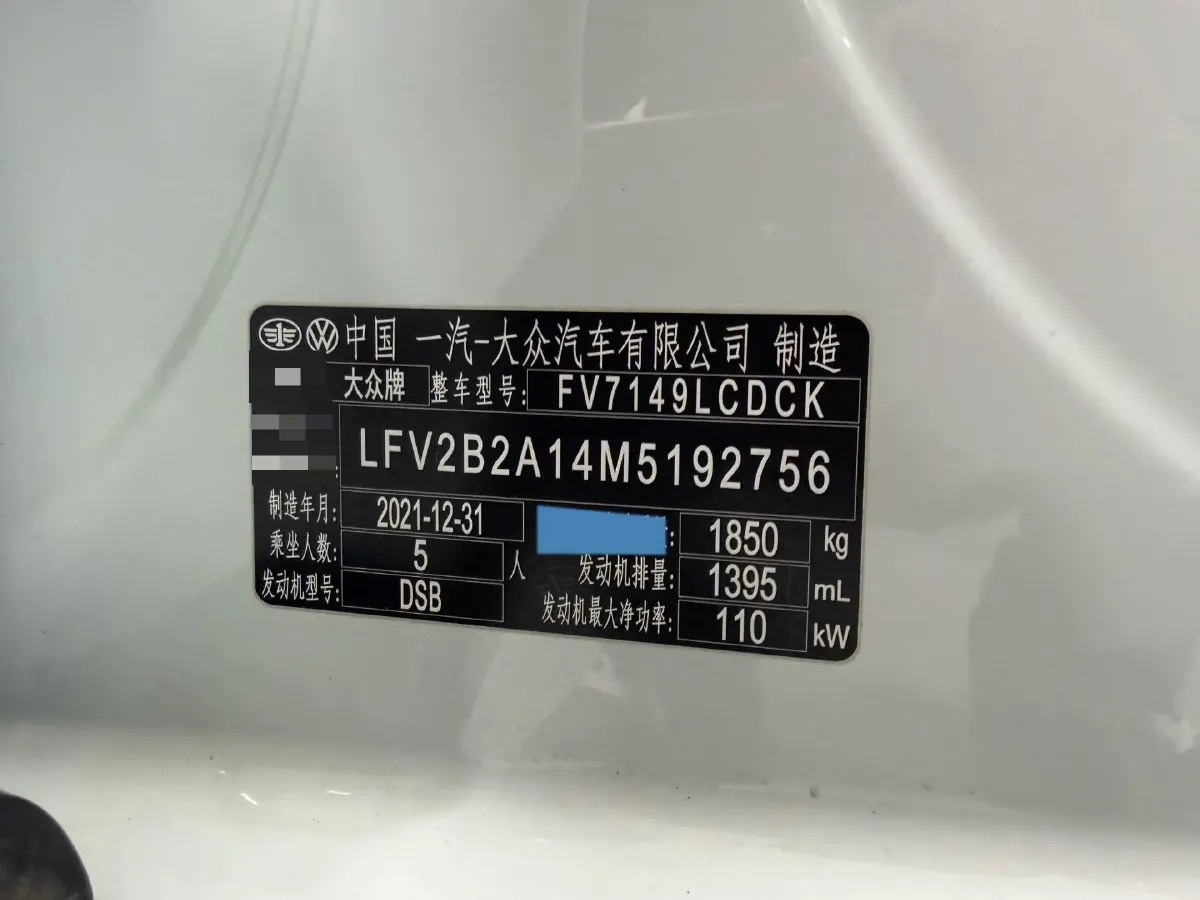 中国 一汽-大众汽车有限公司 制造
大众牌 整车型号: FV7149LCDCK
LFV2B2A14M5192756
制造年月: 2021-12-31 : 1850 kg
乘坐人数: 5 人 发动机排量: 1395 mL
发动机型号: DSB 发动机最大净功率: 110 kW